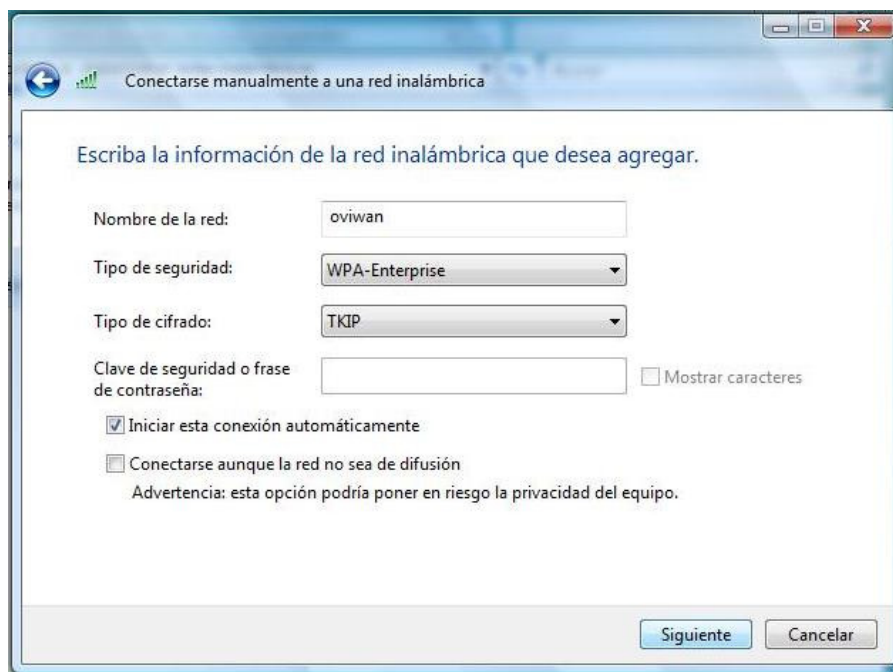 Conectarse manualmente a una red inalámbrica
Escriba la información de la red inalámbrica que desea agregar.
Nombre de la red:
oviwan
Tipo de seguridad:
WPA-Enterprise
Tipo de cifrado:
TKIP
Clave de seguridad o frase
de contraseña:
Mostrar caracteres
Iniciar esta conexión automáticamente
Conectarse aunque la red no sea de difusión
Advertencia: esta opción podría poner en riesgo la privacidad del equipo.
Siguiente
Cancelar